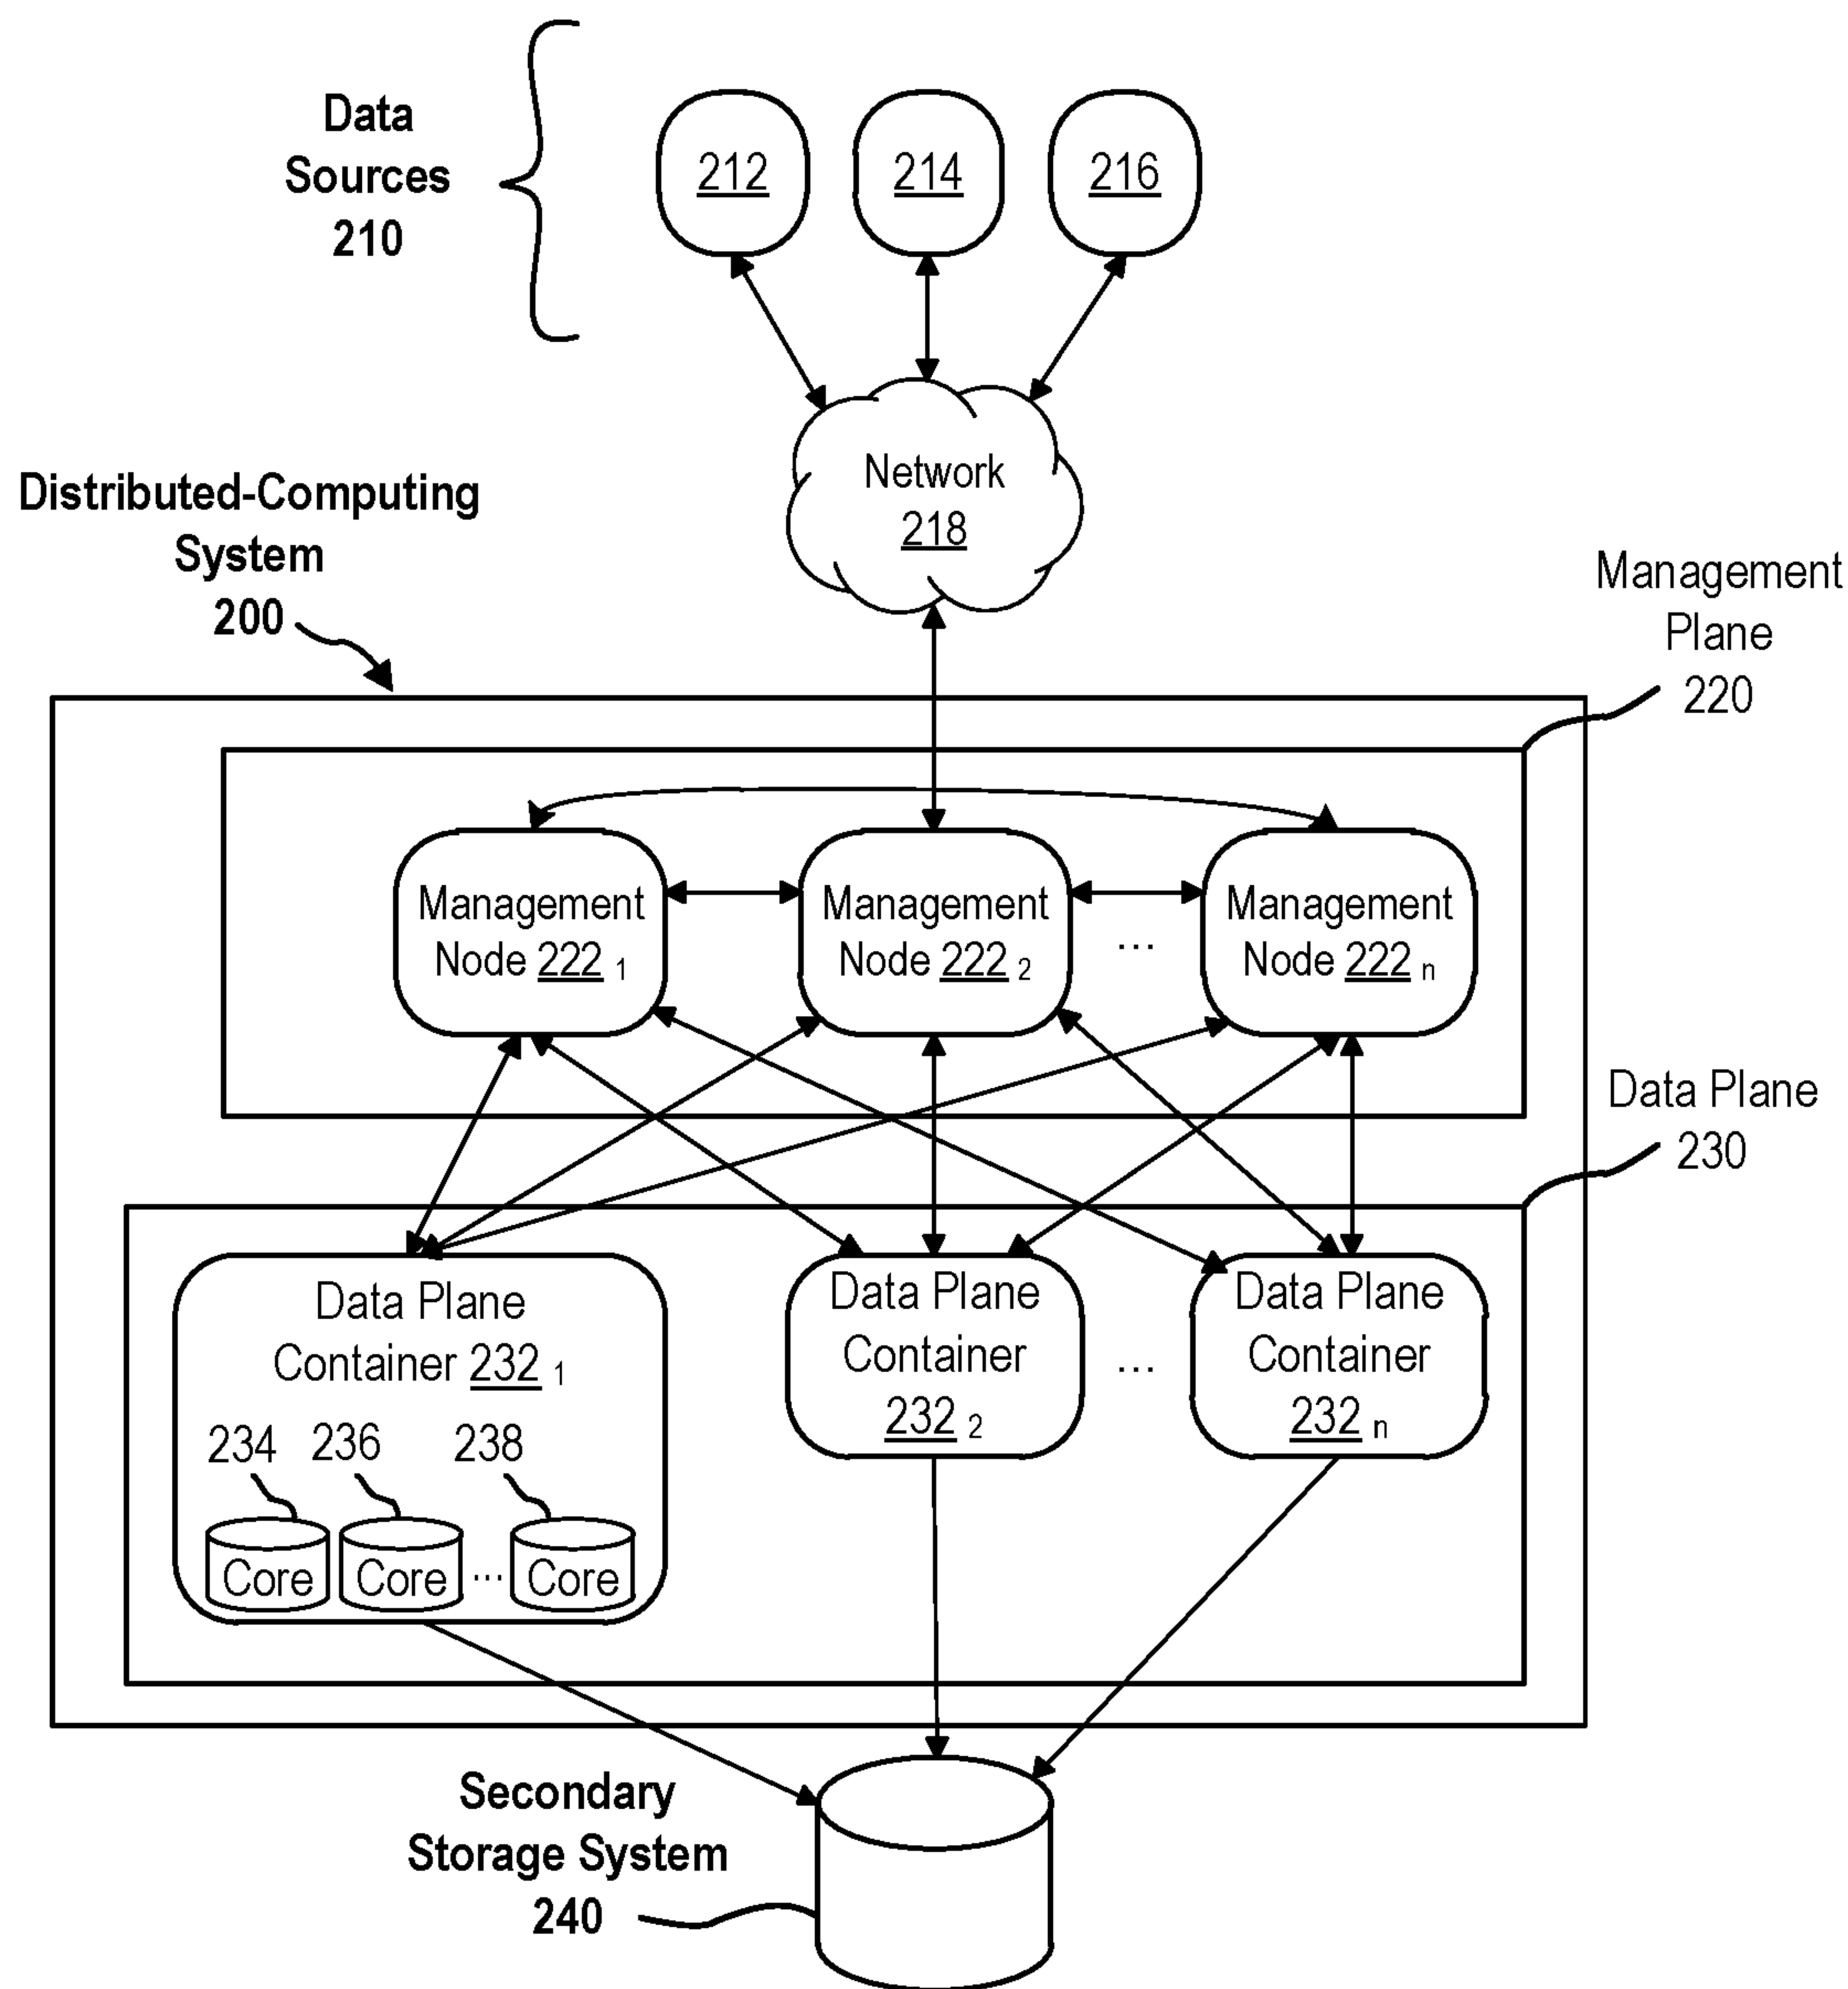 Data
Sources
210
212
214
216
Network
218
Distributed-Computing
System
200
Management
Plane
220
Management
Node 222 1
Management
Node 222 2
...
Management
Node 222 n
Data Plane
230
Data Plane
Container 232 1
234
236
238
Core
Core
...
Core
Data Plane
Container
232 2
...
Data Plane
Container
232 n
Secondary
Storage System
240